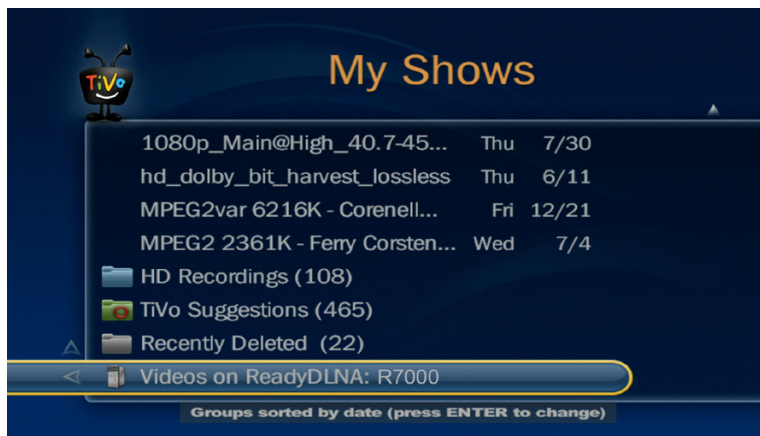 My Shows
TiVo
1080p_Main@High_40.7-45... Thu 7/30
hd_dolby_bit_harvest_lossless Thu 6/11
MPEG2var 6216K - Corenell... Fri 12/21
MPEG2 2361K - Ferry Corsten... Wed 7/4
HD Recordings (108)
TiVo Suggestions (465)
Recently Deleted (22)
Videos on ReadyDLNA: R7000
Groups sorted by date (press ENTER to change)